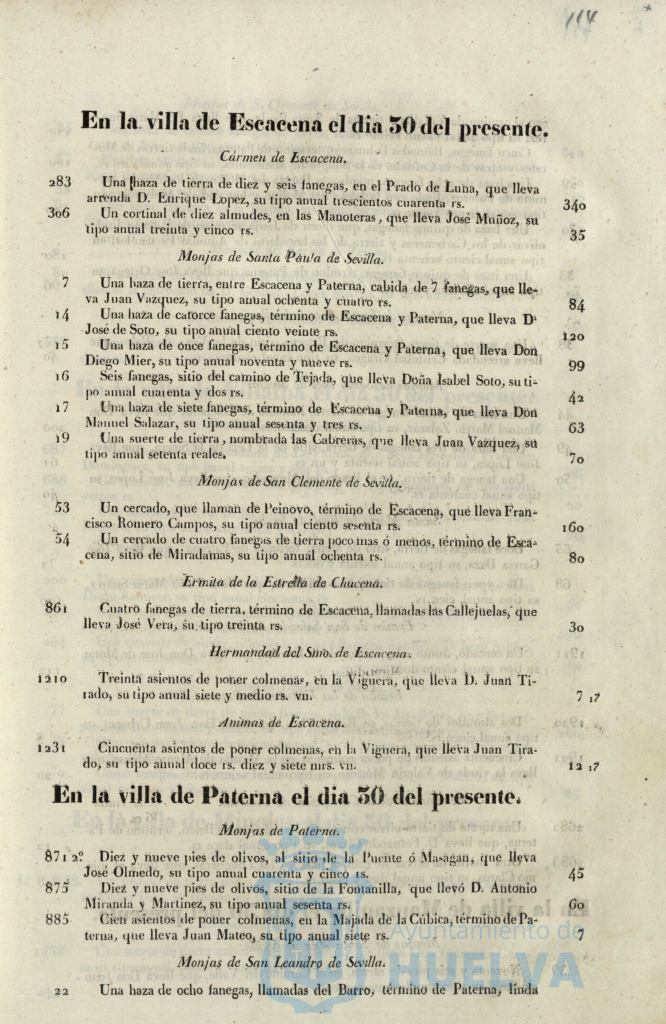 114
En la villa de Escacena el dia 30 del presente.
Cármen de Escacena.
283 Una haza de tierra de diez y seis fanegas, en el Prado de Luna, que lleva
arrenda D. Enrique Lopez, su tipo anual trescientos cuarenta rs. 340
306 Un cortinal de diez almudes, en las Manoteras, que lleva José Muñoz, su
tipo anual treinta y cinco rs. 35
Monjas de Santa Paula de Sevilla.
7 Una haza de tierra, entre Escacena y Paterna, cabida de 7 fanegas, que lle-
va Juan Vazquez, su tipo anual ochenta y cuatro rs. 84
14 Una haza de catorce fanegas, término de Escacena y Paterna, que lleva D.
José de Soto, su tipo anual ciento veinte rs. 120
15 Una haza de once fanegas, término de Escacena y Paterna, que lleva Don
Diego Mier, su tipo anual noventa y nueve rs. 99
16 Seis fanegas, sitio del camino de Tejada, que lleva Doña Isabel Soto, su ti-
po anual cuarenta y dos rs. 42
17 Una haza de siete fanegas, término de Escacena y Paterna, que lleva Don
Manuel Salazar, su tipo anual sesenta y tres rs. 63
19 Una suerte de tierra, nombrada las Cabreras, que lleva Juan Vazquez, su
tipo anual setenta reales. 70
Monjas de San Clemente de Sevilla.
53 Un cercado, que llaman de Peinovo, término de Escacena, que lleva Fran-
cisco Romero Campos, su tipo anual ciento sesenta rs. 160
54 Un cercado de cuatro fanegas de tierra poco mas ó menos, término de Esca-
cena, sitio de Miradamas, su tipo anual ochenta rs. 80
Ermita de la Estrella de Chucena.
861 Cuatro fanegas de tierra, término de Escacena, llamadas las Callejuelas, que
lleva José Vera, su tipo treinta rs. 30
Hermandad del Smo. de Escacena.
1210 Treinta asientos de poner colmenas, en la Viguera, que lleva D. Juan Ti-
rado, su tipo anual siete y medio rs. vn. 7 17
Animas de Escacena.
1231 Cincuenta asientos de poner colmenas, en la Viguera, que lleva Juan Tira-
do, su tipo anual doce rs. diez y siete mrs. vn. 12 17
En la villa de Paterna el dia 30 del presente.
Monjas de Paterna.
871 2.º Diez y nueve pies de olivos, al sitio de la Puente ó Masagan, que lleva
José Olmedo, su tipo anual cuarenta y cinco rs. 45
875 Diez y nueve pies de olivos, sitio de la Fontanilla, que llevó D. Antonio
Miranda y Martinez, su tipo anual sesenta rs. 60
885 Cien asientos de poner colmenas, en la Majada de la Cúbica, término de Pa-
terna, que lleva Juan Mateo, su tipo anual siete rs. 7
Monjas de San Leandro de Sevilla.
22 Una haza de ocho fanegas, llamadas del Barro, término de Paterna, linda
Ayuntamiento de
HUELVA